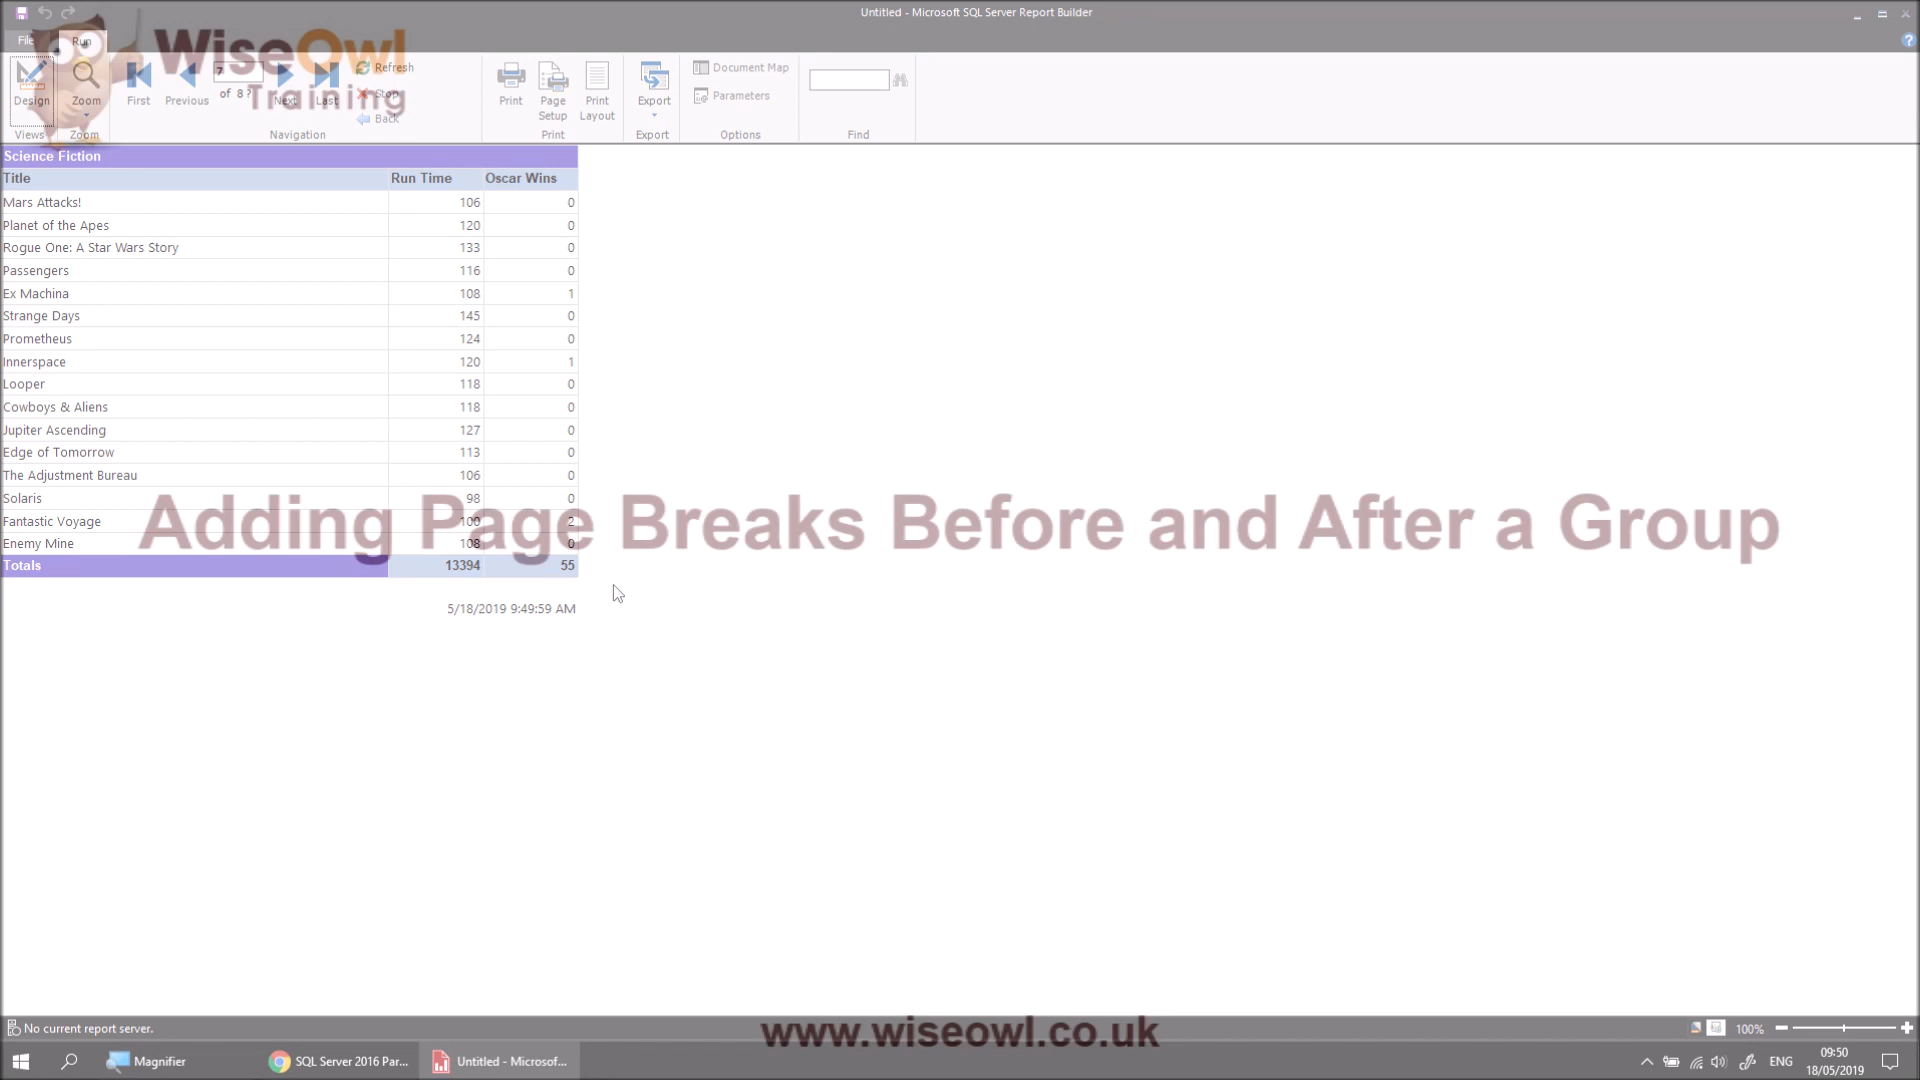 Untitled - Microsoft SQL Server Report Builder
File
Run
WiseOwl
Training
Design
Zoom
First
Previous
7
of 8 ?
Next
Last
Refresh
Stop
Back
Print
Page Setup
Print Layout
Export
Document Map
Parameters
Views
Zoom
Navigation
Print
Export
Options
Find
Science Fiction
Title Run Time Oscar Wins
Mars Attacks! 106 0
Planet of the Apes 120 0
Rogue One: A Star Wars Story 133 0
Passengers 116 0
Ex Machina 108 1
Strange Days 145 0
Prometheus 124 0
Innerspace 120 1
Looper 118 0
Cowboys & Aliens 118 0
Jupiter Ascending 127 0
Edge of Tomorrow 113 0
The Adjustment Bureau 106 0
Solaris 98 0
Fantastic Voyage 100 2
Enemy Mine 108 0
Totals 13394 55
Adding Page Breaks Before and After a Group
5/18/2019 9:49:59 AM
No current report server.
www.wiseowl.co.uk
100%
Magnifier
SQL Server 2016 Par...
Untitled - Microsof...
ENG
09:50
18/05/2019